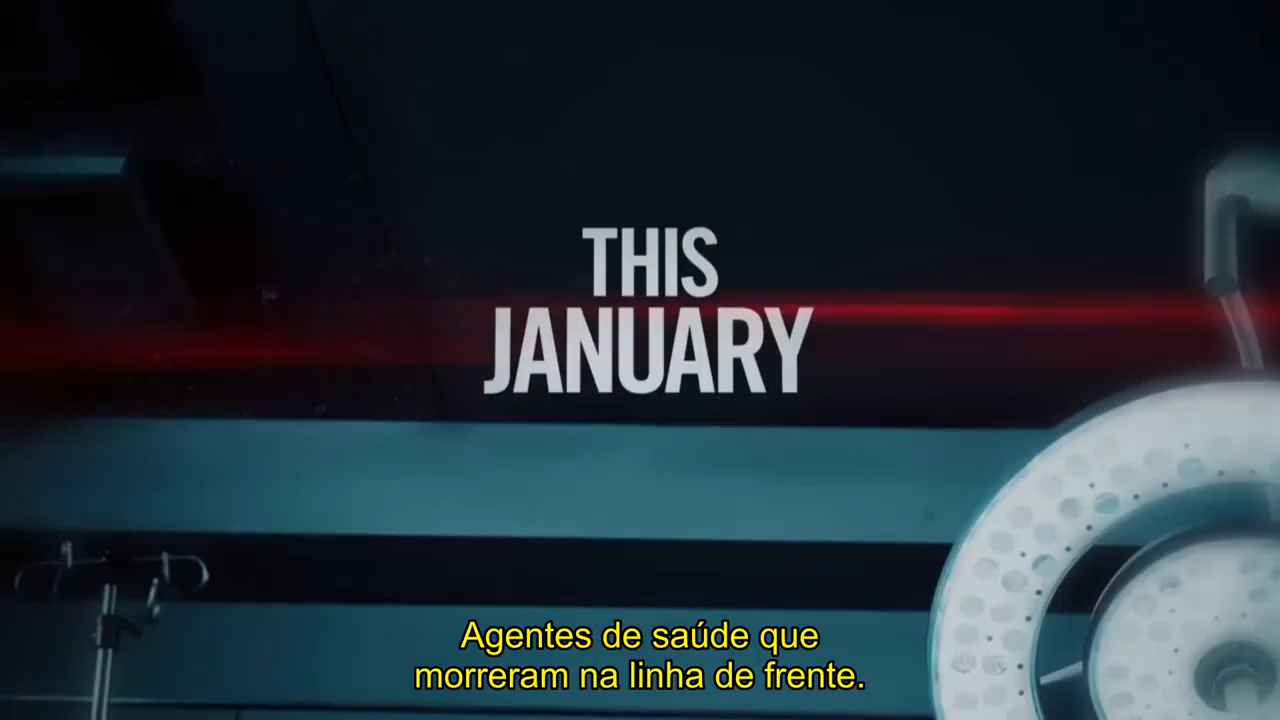 THIS
JANUARY
Agentes de saúde que
morreram na linha de frente.